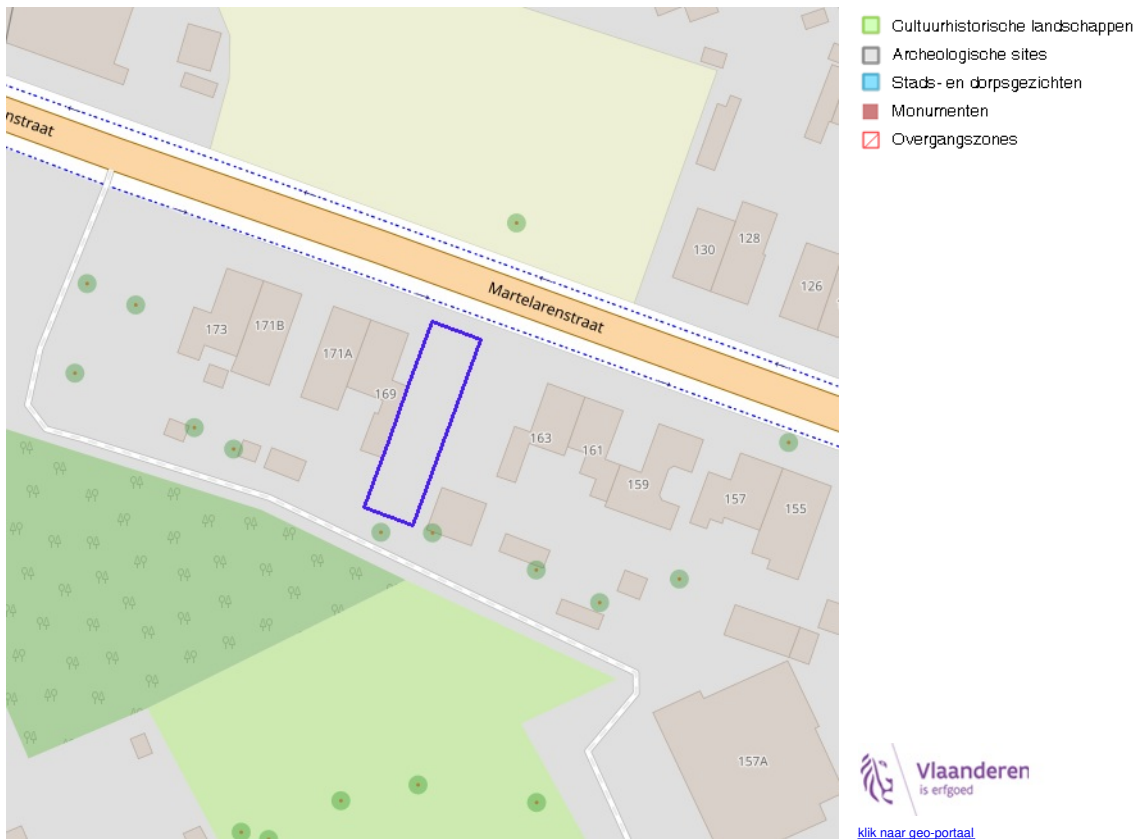 nstraat
Martelarenstraat
130
128
126
173
171B
171A
169
163
161
159
157
155
157A
Cultuurhistorische landschappen
Archeologische sites
Stads- en dorpsgezichten
Monumenten
Overgangszones
Vlaanderen
is erfgoed
klik naar geo-portaal